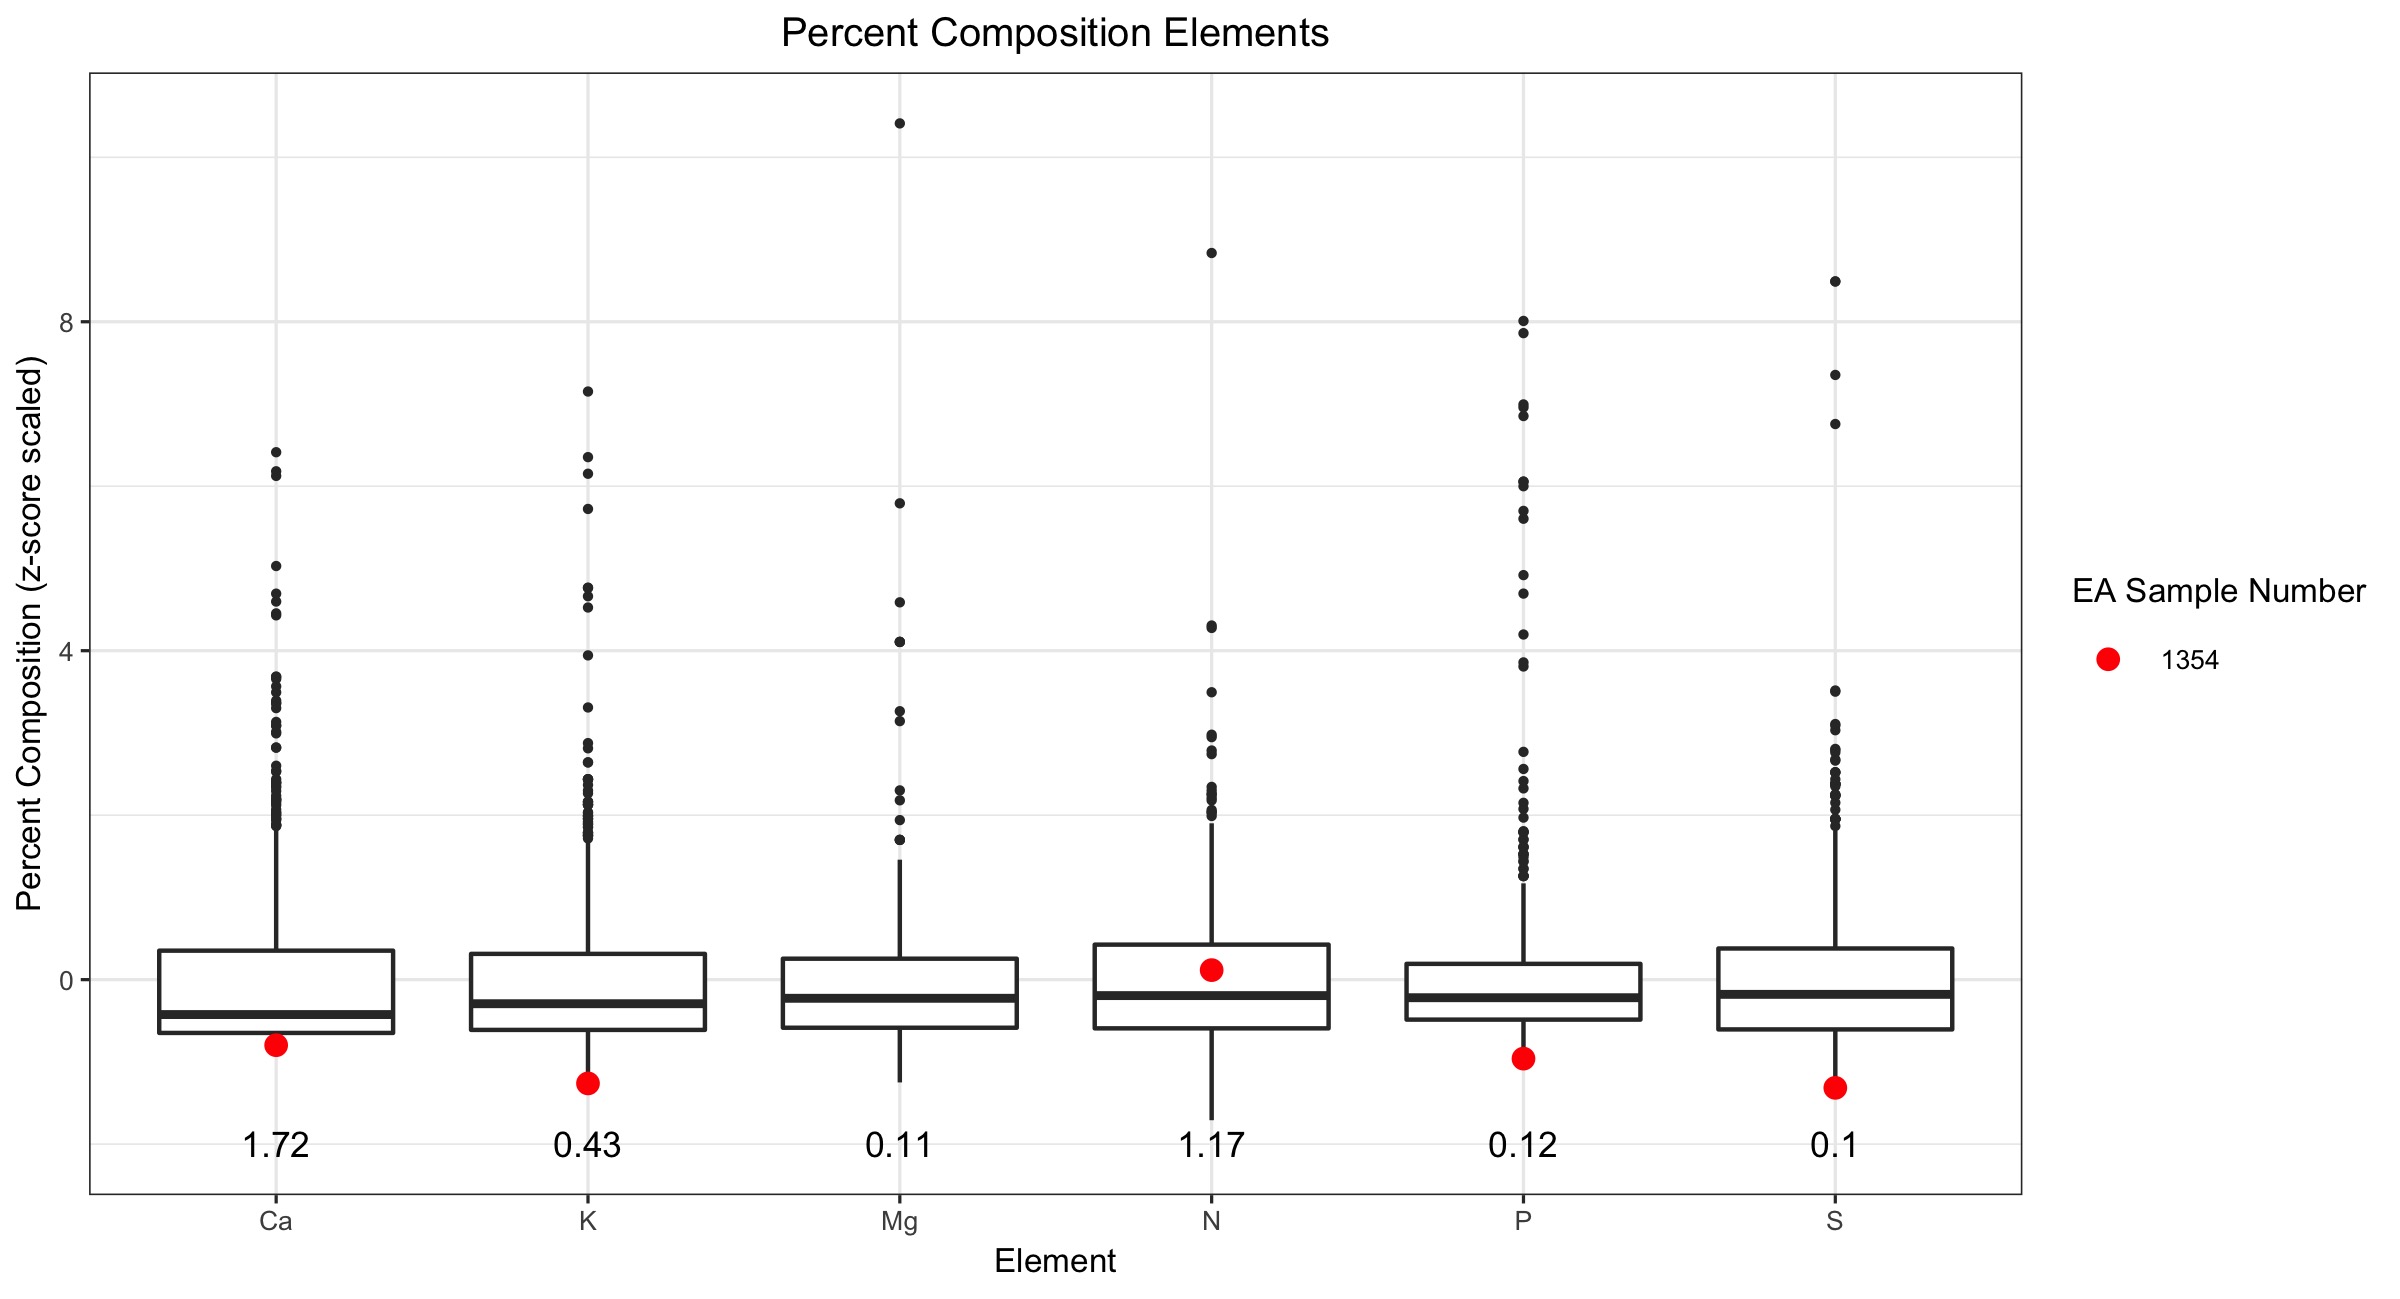 Percent Composition Elements
Percent Composition (z-score scaled)
8
4
0
1.72 0.43 0.11 1.17 0.12 0.1
Ca K Mg N P S
Element
EA Sample Number
1354